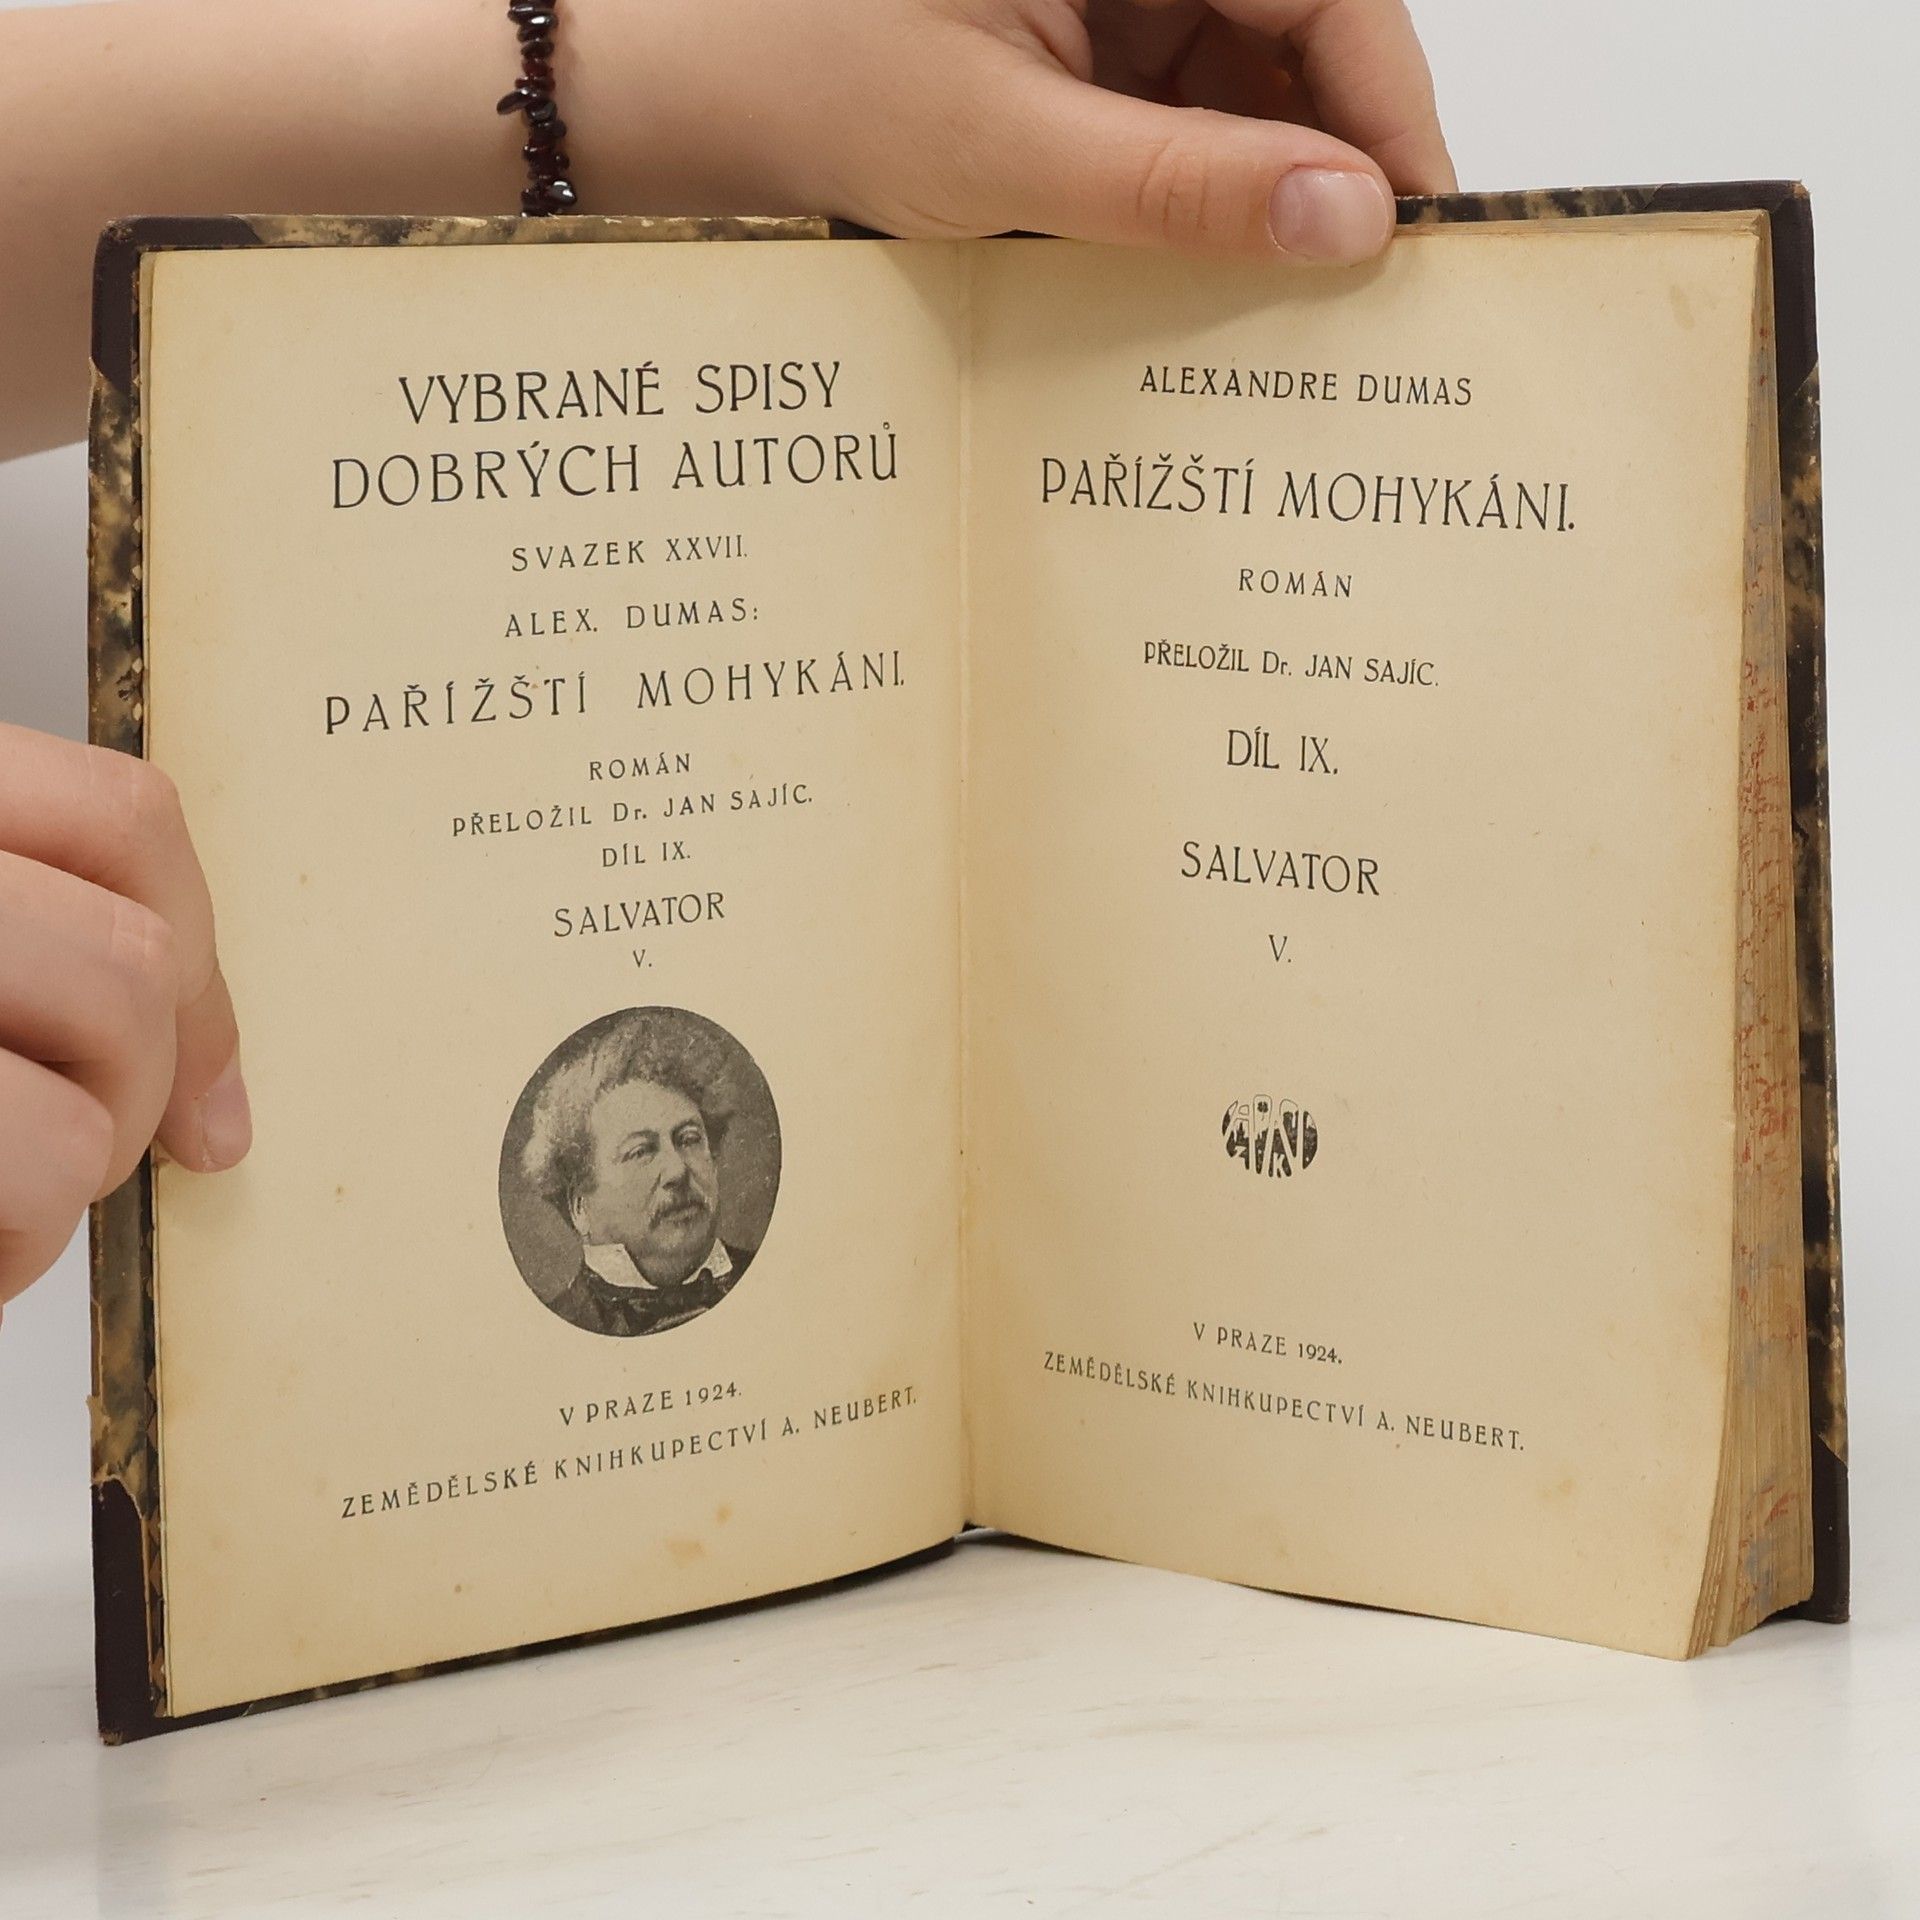 VYBRANÉ SPISY
DOBRÝCH AUTORŮ
SVAZEK XXVII.
ALEX. DUMAS:
PAŘÍŽŠTÍ MOHYKÁNI.
ROMÁN
PŘELOŽIL Dr. JAN SAJÍC.
DÍL IX.
SALVATOR
V.
V PRAZE 1924.
ZEMĚDĚLSKÉ KNIHKUPECTVÍ A. NEUBERT.
ALEXANDRE DUMAS
PAŘÍŽŠTÍ MOHYKÁNI.
ROMÁN
PŘELOŽIL Dr. JAN SAJÍC.
DÍL IX.
SALVATOR
V.
V PRAZE 1924.
ZEMĚDĚLSKÉ KNIHKUPECTVÍ A. NEUBERT.